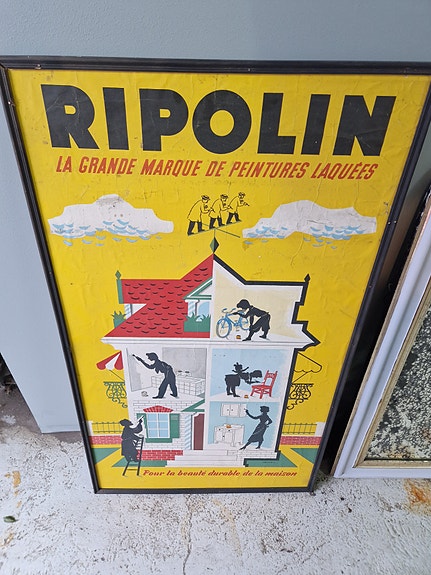 RIPOLIN
LA GRANDE MARQUE DE PEINTURES LAQUÉES
Pour la beauté durable de la maison